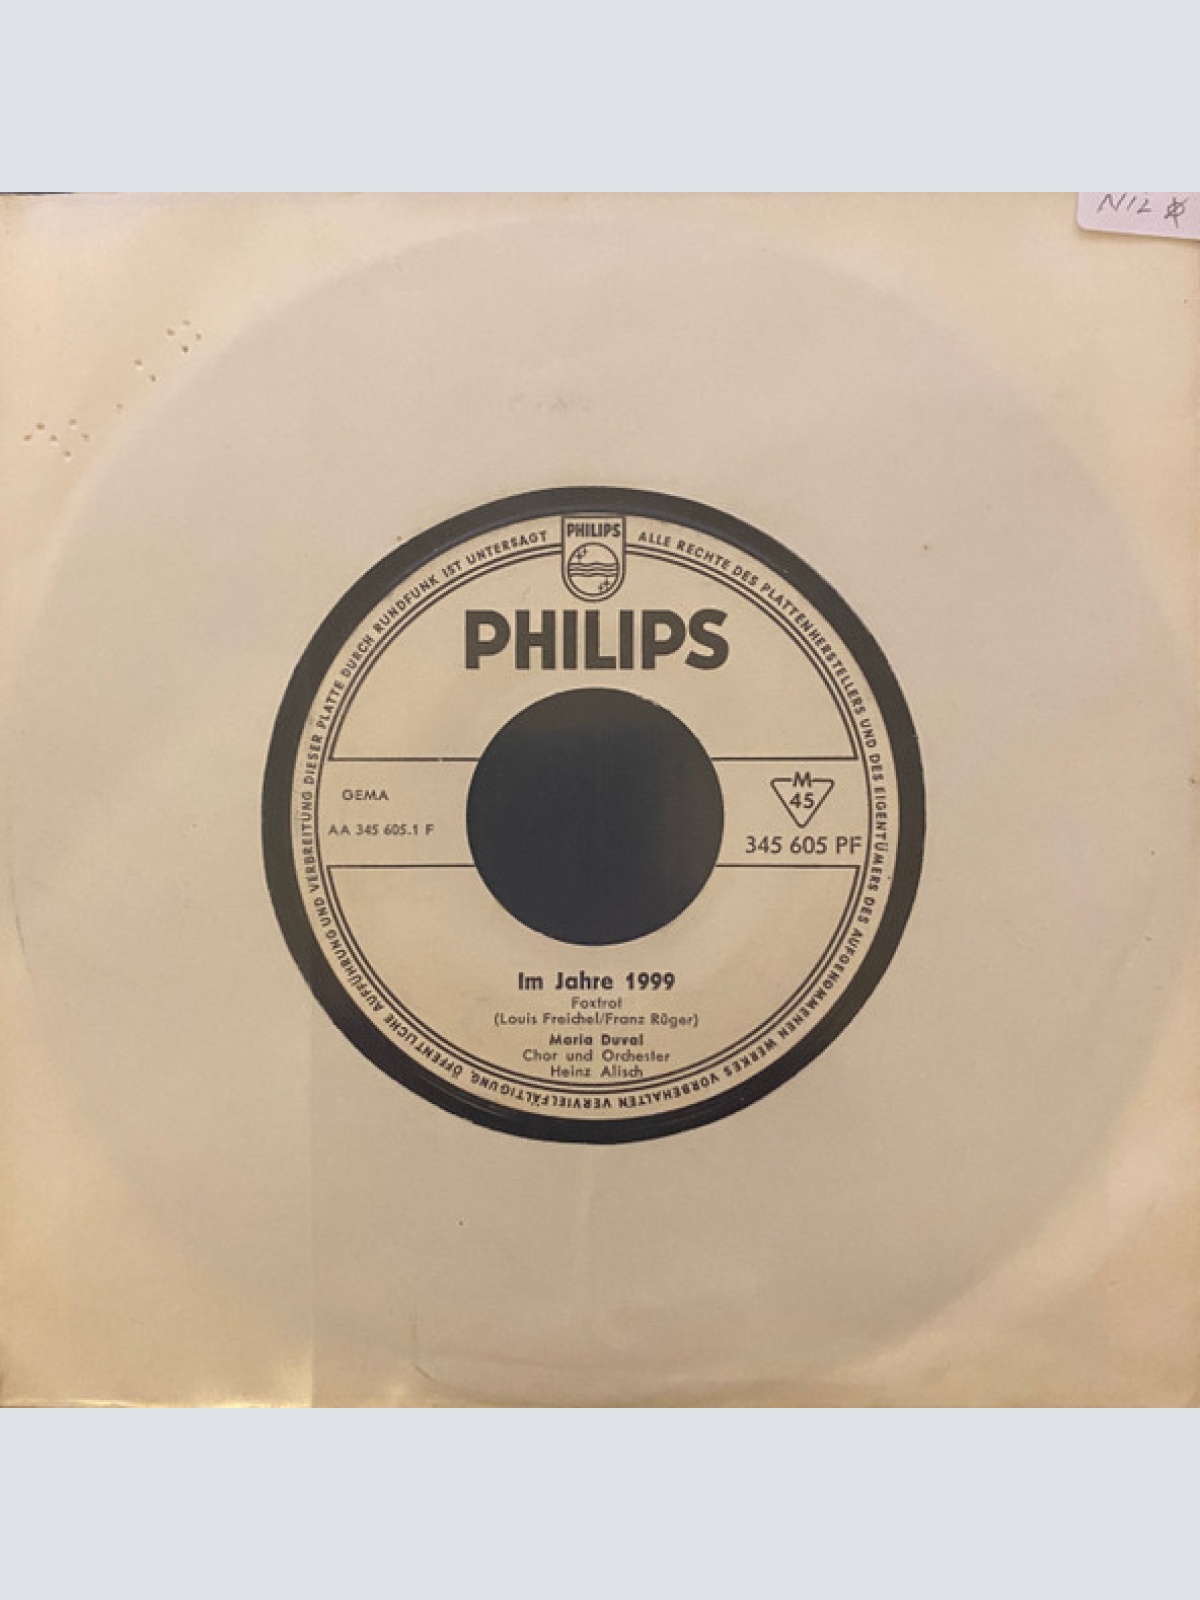 N12
PHILIPS
ALLE RECHTE DES PLATTENHERSTELLERS UND DES EIGENTÜMERS DES AUFGENOMMENEN WERKES VORBEHALTEN VERVIELFÄLTIGUNG, ÖFFENTLICHE AUFFÜHRUNG UND VERBREITUNG DIESER PLATTE DURCH RUNDFUNK IST UNTERSAGT
PHILIPS
GEMA
M
45
AA 345 605.1 F
345 605 PF
Im Jahre 1999
Foxtrot
(Louis Freichel/Franz Rüger)
Maria Duval
Chor und Orchester
Heinz Alisch